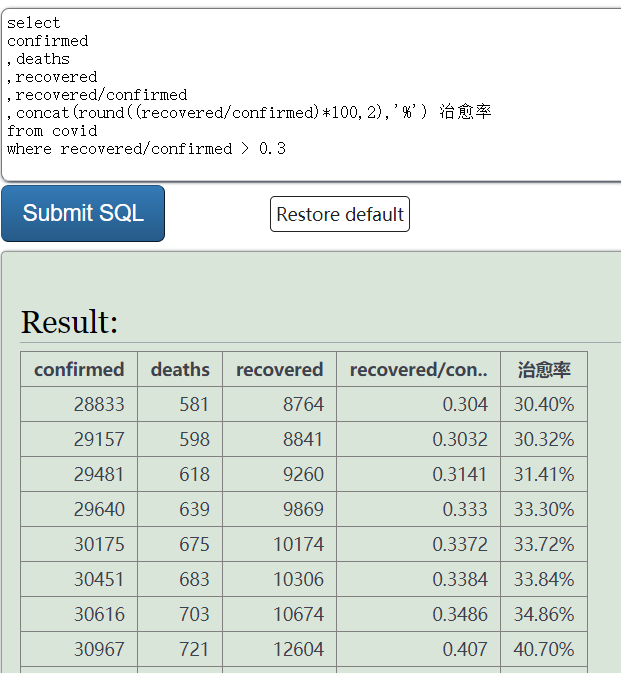 select
confirmed
,deaths
,recovered
,recovered/confirmed
,concat(round((recovered/confirmed)*100,2),'%') 治愈率
from covid
where recovered/confirmed > 0.3
Submit SQL Restore default
Result:
confirmed deaths recovered recovered/con.. 治愈率
28833 581 8764 0.304 30.40%
29157 598 8841 0.3032 30.32%
29481 618 9260 0.3141 31.41%
29640 639 9869 0.333 33.30%
30175 675 10174 0.3372 33.72%
30451 683 10306 0.3384 33.84%
30616 703 10674 0.3486 34.86%
30967 721 12604 0.407 40.70%